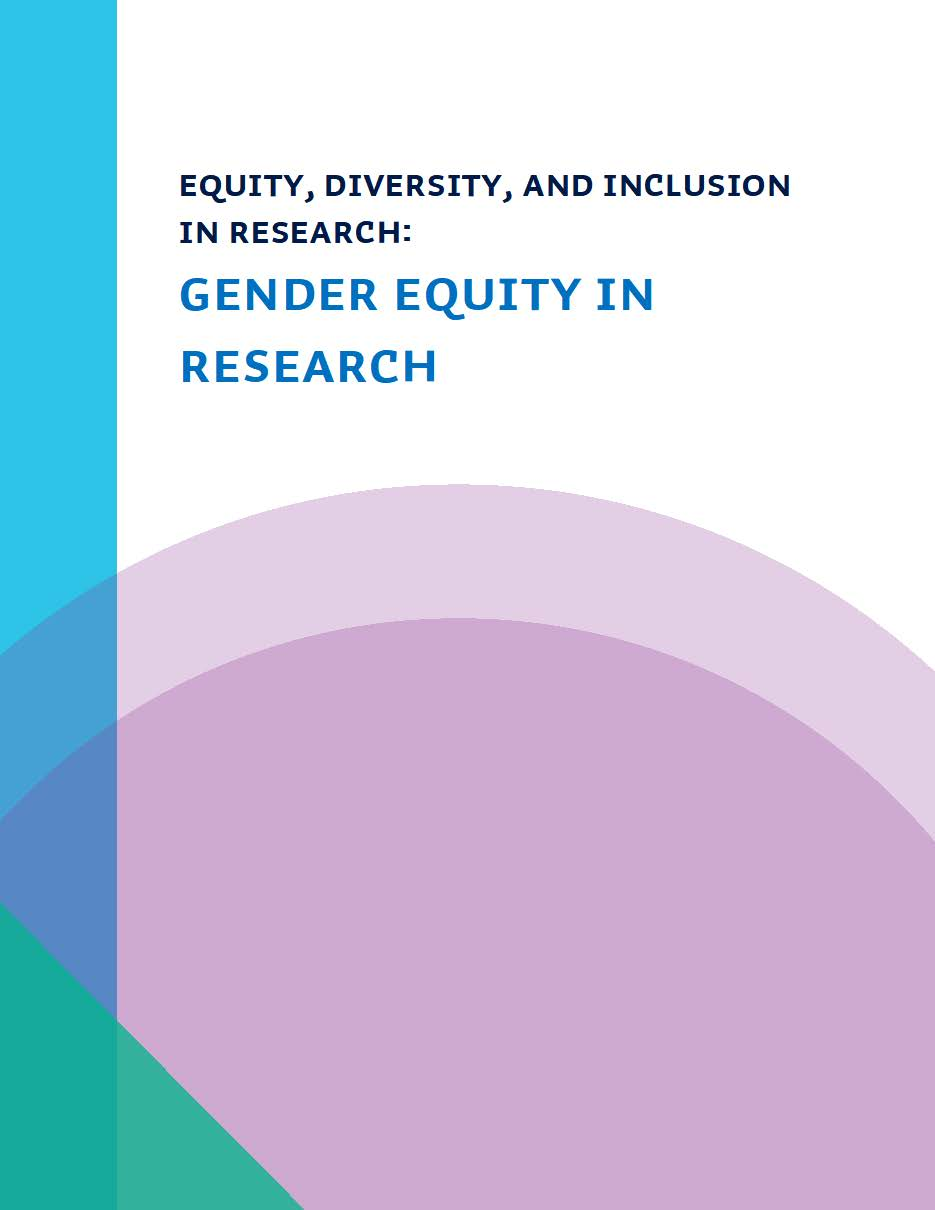 EQUITY, DIVERSITY, AND INCLUSION
IN RESEARCH:
GENDER EQUITY IN
RESEARCH